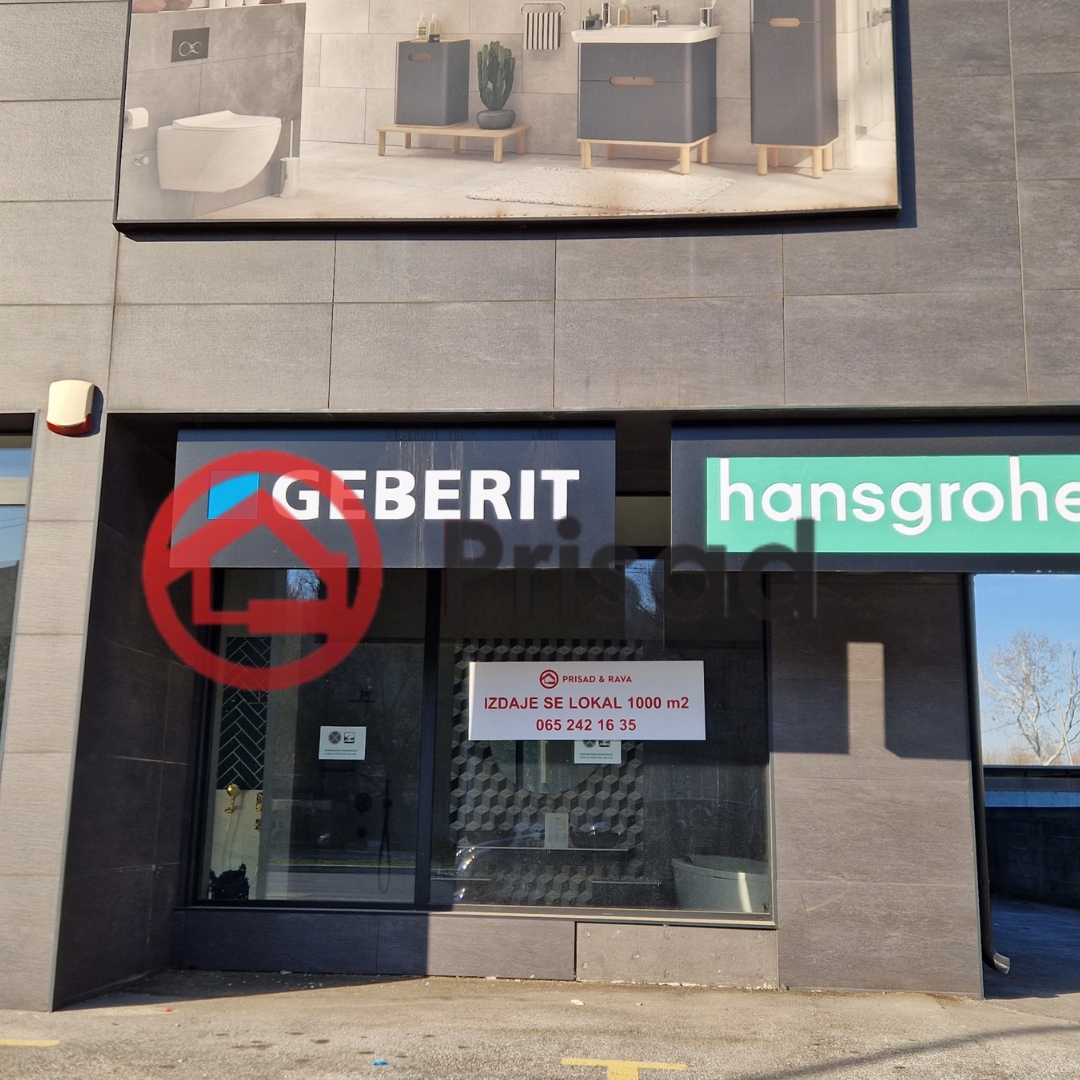 GEBERIT
hansgrohe
Prisad
PRISAD & RAVA
IZDAJE SE LOKAL 1000 m2
065 242 16 35